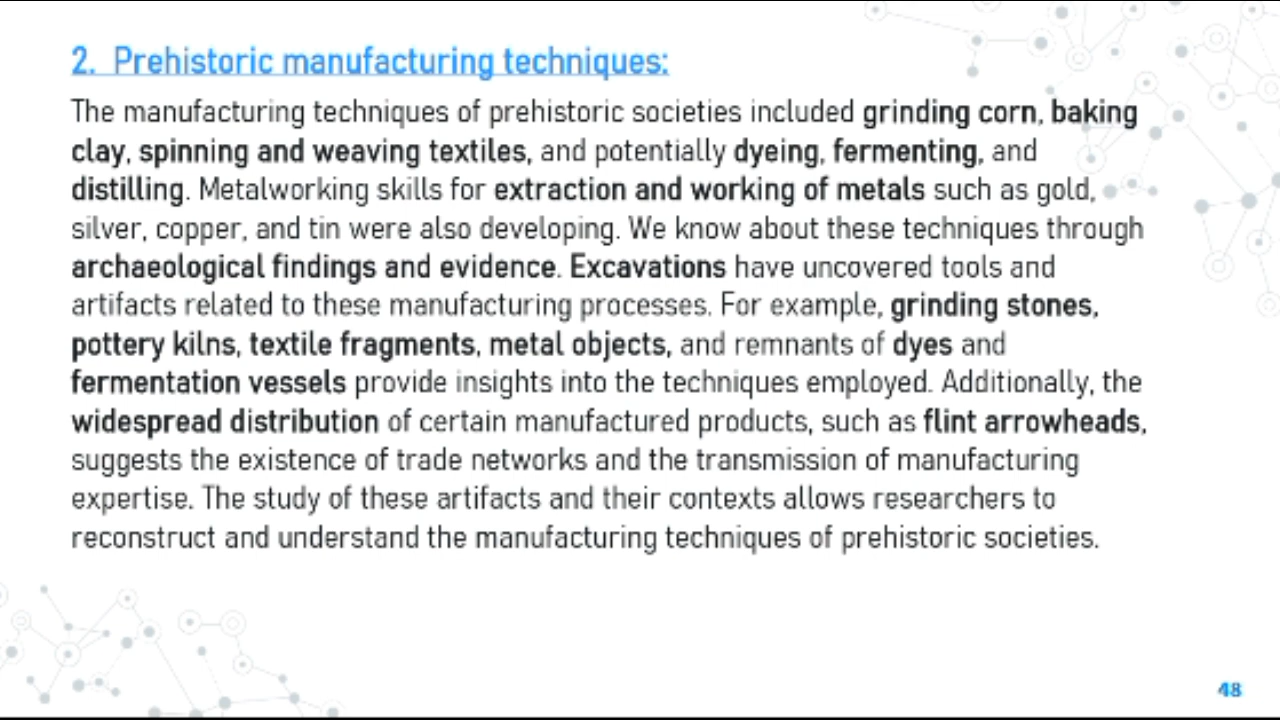 2. Prehistoric manufacturing techniques:
The manufacturing techniques of prehistoric societies included grinding corn, baking
clay, spinning and weaving textiles, and potentially dyeing, fermenting, and
distilling. Metalworking skills for extraction and working of metals such as gold,
silver, copper, and tin were also developing. We know about these techniques through
archaeological findings and evidence. Excavations have uncovered tools and
artifacts related to these manufacturing processes. For example, grinding stones,
pottery kilns, textile fragments, metal objects, and remnants of dyes and
fermentation vessels provide insights into the techniques employed. Additionally, the
widespread distribution of certain manufactured products, such as flint arrowheads,
suggests the existence of trade networks and the transmission of manufacturing
expertise. The study of these artifacts and their contexts allows researchers to
reconstruct and understand the manufacturing techniques of prehistoric societies.
48